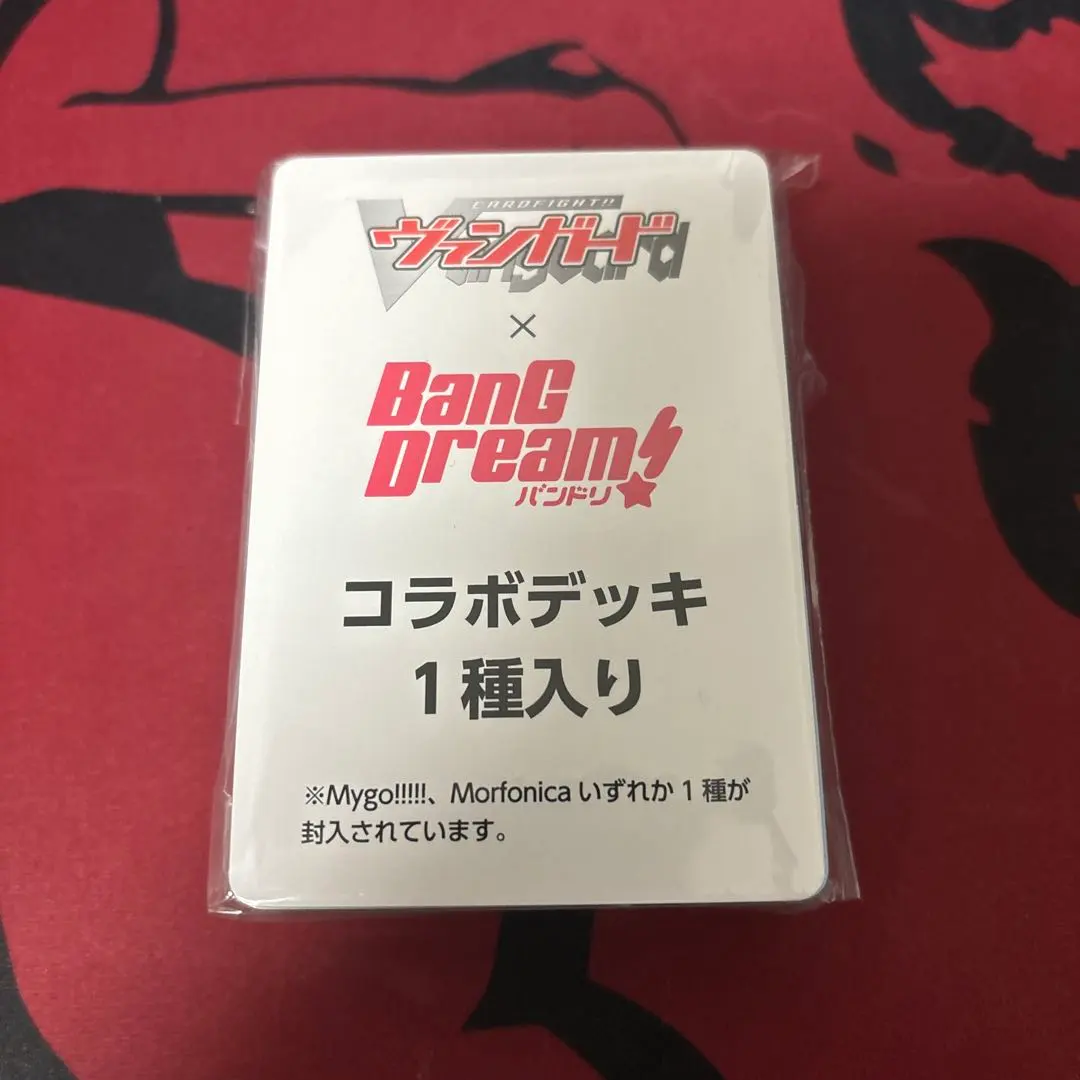 CARDFIGHT!!
ヴァンガード
Vanguard
×
BanG
Dream!
バンドリ
コラボデッキ
1種入り
※Mygo!!!!!、Morfonica いずれか 1 種が
封入されています。